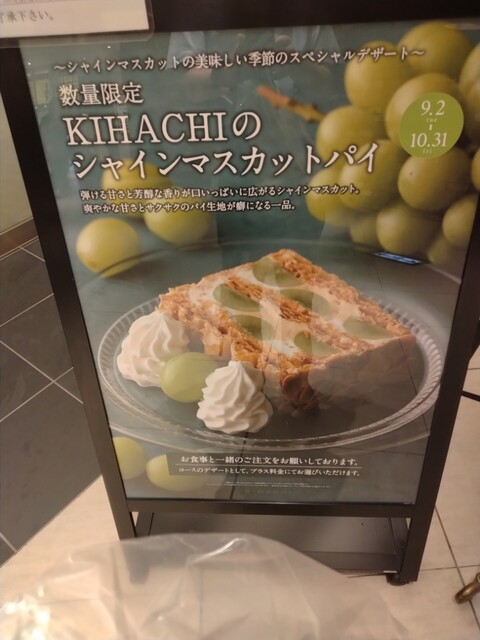 了承下さい。
～シャインマスカットの美味しい季節のスペシャルデザート～
数量限定
KIHACHIの
シャインマスカットパイ
9.2
TUE
10.31
FRI
弾ける甘さと芳醇な香りが口いっぱいに広がるシャインマスカット。
爽やかな甘さとサクサクのパイ生地が癖になる一品。
お食事と一緒のご注文をお願いしております。
コースのデザートとして、プラス料金にてお選びいただけます。